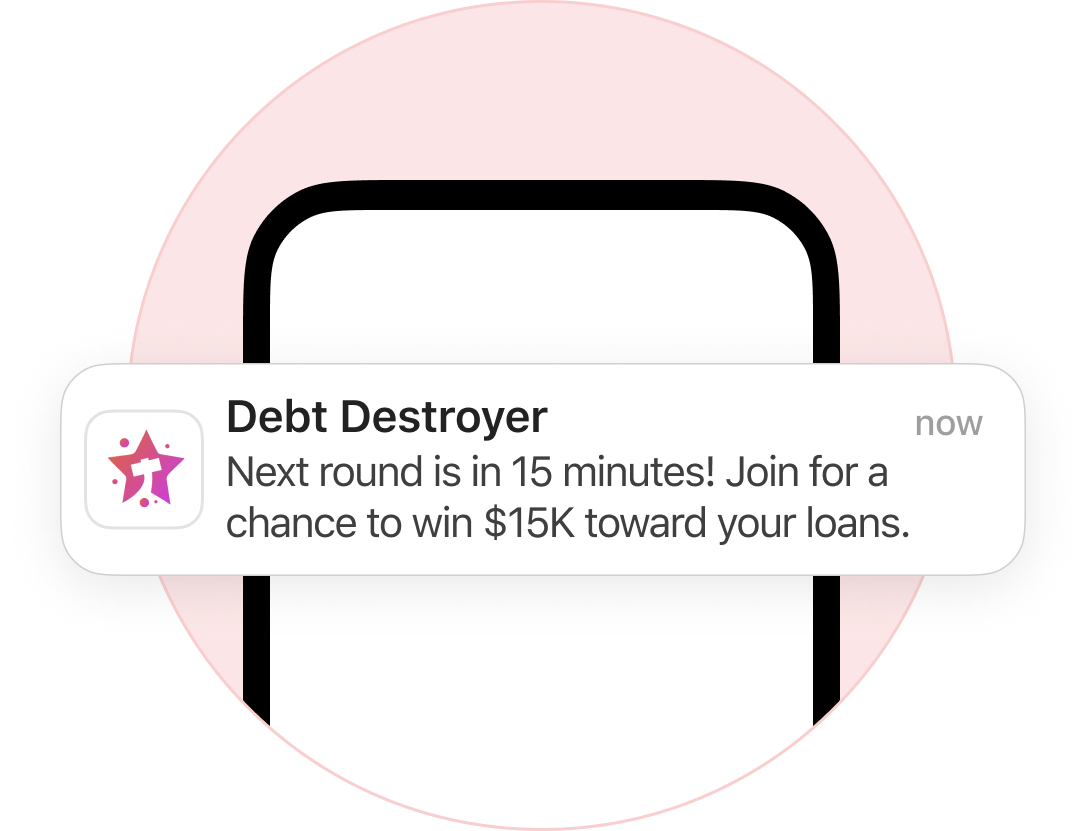 Debt Destroyer
now
Next round is in 15 minutes! Join for a
chance to win $15K toward your loans.